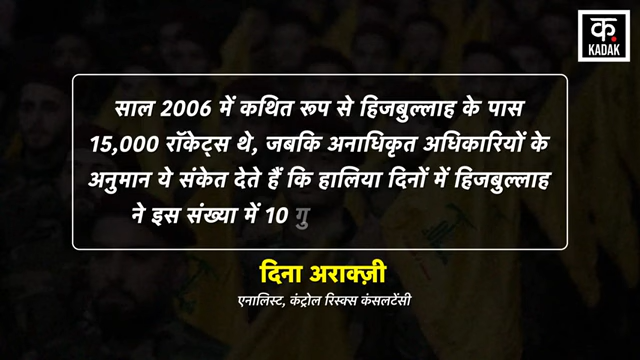 क.
KADAK
साल 2006 में कथित रूप से हिजबुल्लाह के पास
15,000 रॉकेट्स थे, जबकि अनाधिकृत अधिकारियों के
अनुमान ये संकेत देते हैं कि हालिया दिनों में हिजबुल्लाह
ने इस संख्या में 10 गु
दिना अराक्ज़ी
एनालिस्ट, कंट्रोल रिस्क्स कंसलटेंसी